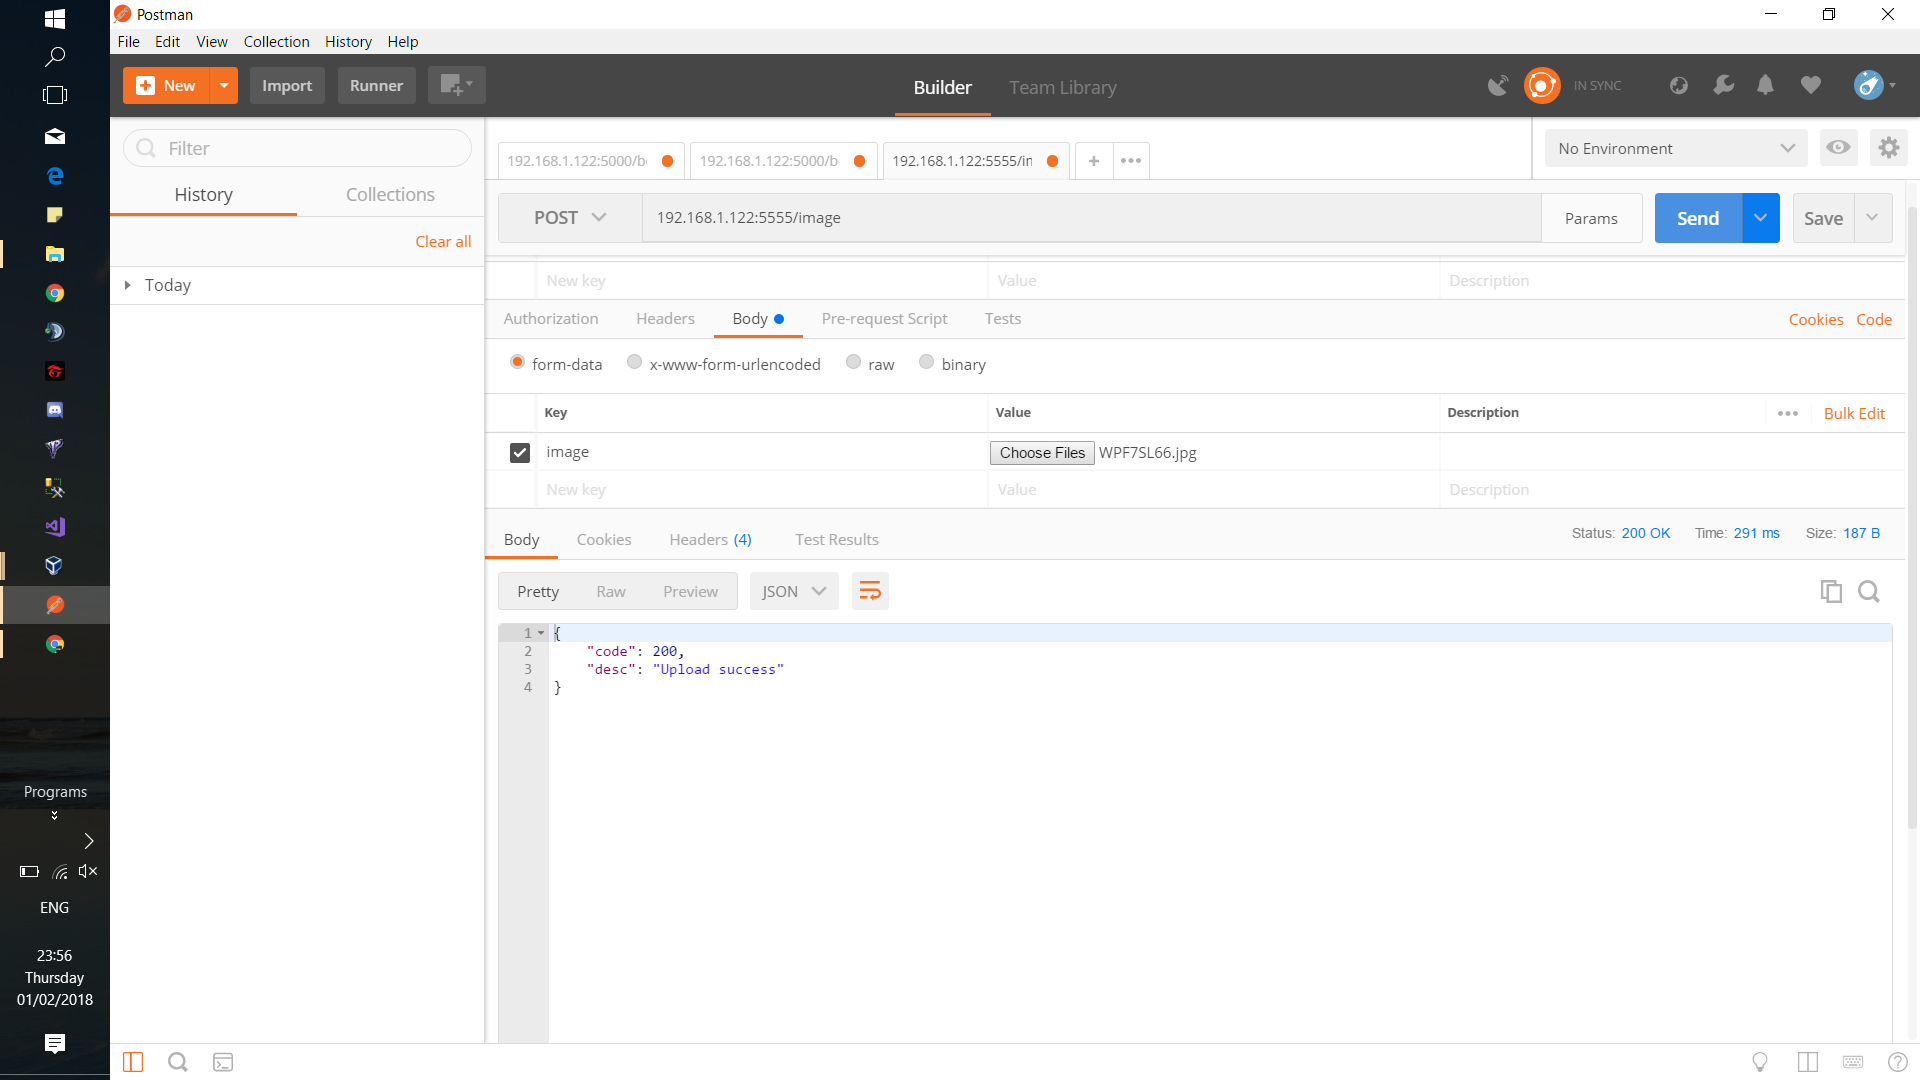 Postman
File Edit View Collection History Help
New Import Runner Builder Team Library IN SYNC
Filter
History Collections
Clear all
Today
192.168.1.122:5000/b 192.168.1.122:5000/b 192.168.1.122:5555/in + •••
No Environment
POST 192.168.1.122:5555/image Params Send Save
New key Value Description
Authorization Headers Body Pre-request Script Tests Cookies Code
form-data x-www-form-urlencoded raw binary
Key Value Description ••• Bulk Edit
image Choose Files WPF7SL66.jpg
New key Value Description
Body Cookies Headers (4) Test Results Status: 200 OK Time: 291 ms Size: 187 B
Pretty Raw Preview JSON
1 {
2 "code": 200,
3 "desc": "Upload success"
4 }
Programs
ENG
23:56
Thursday
01/02/2018